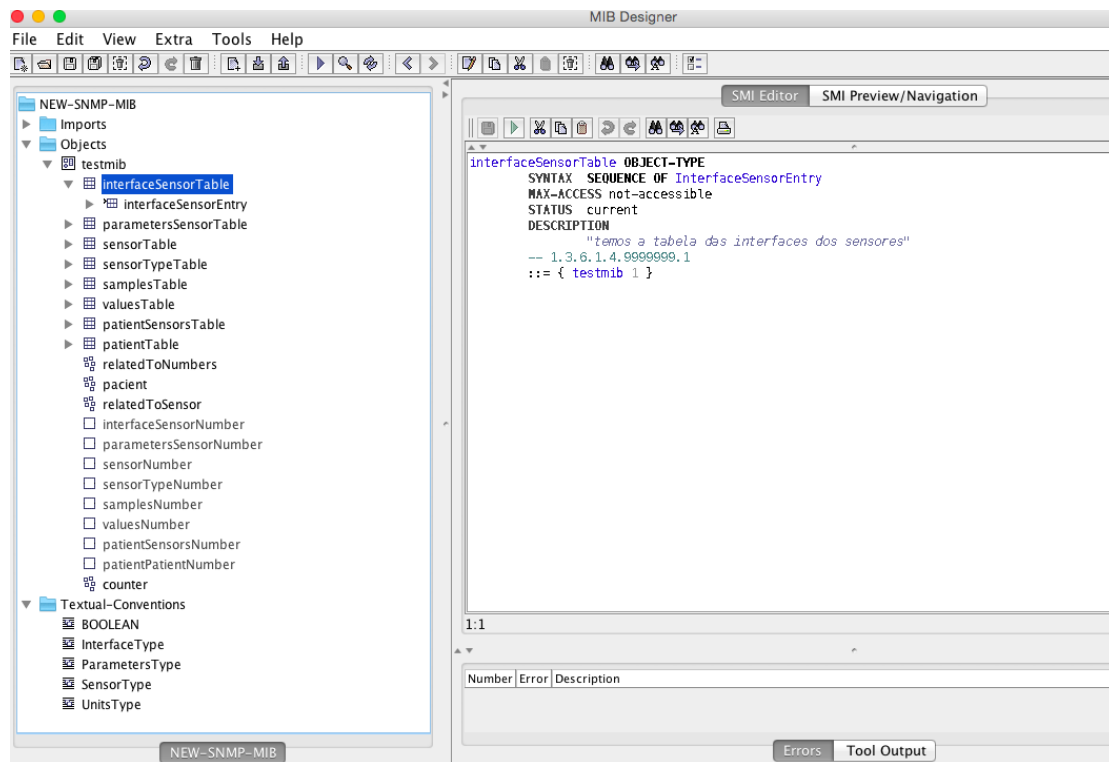 MIB Designer
File Edit View Extra Tools Help
NEW-SNMP-MIB
Imports
Objects
testmib
interfaceSensorTable
interfaceSensorEntry
parametersSensorTable
sensorTable
sensorTypeTable
samplesTable
valuesTable
patientSensorsTable
patientTable
relatedToNumbers
pacient
relatedToSensor
interfaceSensorNumber
parametersSensorNumber
sensorNumber
sensorTypeNumber
samplesNumber
valuesNumber
patientSensorsNumber
patientPatientNumber
counter
Textual-Conventions
BOOLEAN
InterfaceType
ParametersType
SensorType
UnitsType
NEW-SNMP-MIB
SMI Editor SMI Preview/Navigation
interfaceSensorTable OBJECT-TYPE
SYNTAX SEQUENCE OF InterfaceSensorEntry
MAX-ACCESS not-accessible
STATUS current
DESCRIPTION
"temos a tabela das interfaces dos sensores"
-- 1.3.6.1.4.9999999.1
::= { testmib 1 }
1:1
Number Error Description
Errors Tool Output